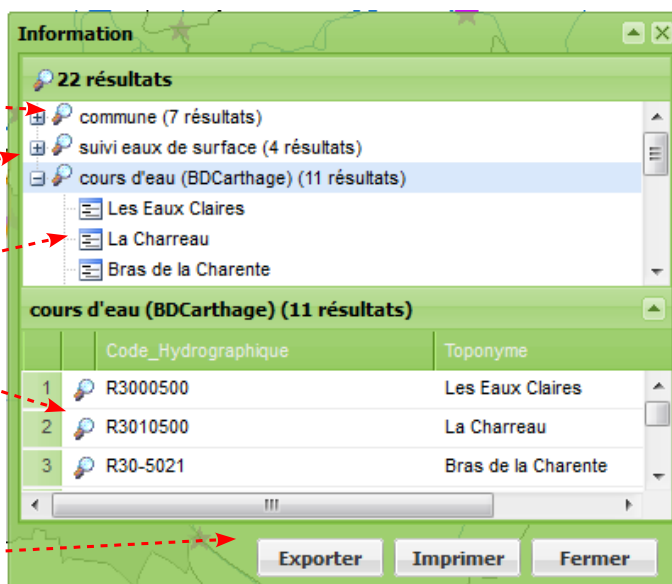 Information
22 résultats
commune (7 résultats)
suivi eaux de surface (4 résultats)
cours d'eau (BDCarthage) (11 résultats)
Les Eaux Claires
La Charreau
Bras de la Charente
cours d'eau (BDCarthage) (11 résultats)
Code_Hydrographique Toponyme
1 R3000500 Les Eaux Claires
2 R3010500 La Charreau
3 R30-5021 Bras de la Charente
Exporter Imprimer Fermer